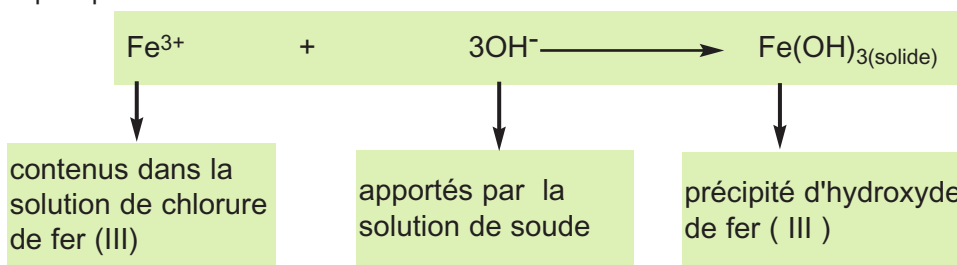 Fe³⁺ + 3OH⁻ ⟶ Fe(OH)₃(solide)
contenus dans la
solution de chlorure
de fer (III)
apportés par la
solution de soude
précipité d'hydroxyde
de fer ( III )